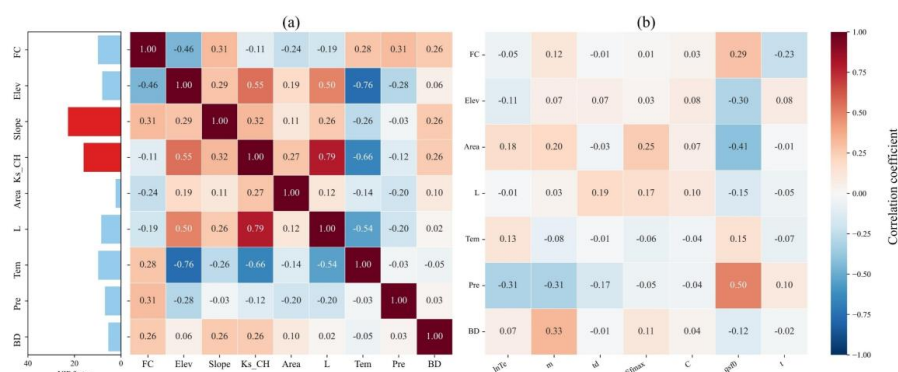 (a)
(b)
FC
Elev
Slope
Ks_CH
Area
L
Tem
Pre
BD
1.00 -0.46 0.31 -0.11 -0.24 -0.19 0.28 0.31 0.26
-0.46 1.00 0.29 0.55 0.19 0.50 -0.76 -0.28 0.06
0.31 0.29 1.00 0.32 0.11 0.26 -0.26 -0.03 0.26
-0.11 0.55 0.32 1.00 0.27 0.79 -0.66 -0.12 0.26
-0.24 0.19 0.11 0.27 1.00 0.12 -0.14 -0.20 0.10
-0.19 0.50 0.26 0.79 0.12 1.00 -0.54 -0.20 0.02
0.28 -0.76 -0.26 -0.66 -0.14 -0.54 1.00 -0.03 -0.05
0.31 -0.28 -0.03 -0.12 -0.20 -0.20 -0.03 1.00 0.03
0.26 0.06 0.26 0.26 0.10 0.02 -0.05 0.03 1.00
40 20 0
FC Elev Slope Ks_CH Area L Tem Pre BD
FC -0.05 0.12 -0.01 0.01 0.03 0.29 -0.23
Elev -0.11 0.07 0.07 0.03 0.08 -0.30 0.08
Area 0.18 0.20 -0.03 0.25 0.07 -0.41 -0.01
L -0.01 0.03 0.19 0.17 0.10 -0.15 -0.05
Tem 0.13 -0.08 -0.01 -0.06 -0.04 0.15 -0.07
Pre -0.31 -0.31 -0.17 -0.05 -0.04 0.50 0.10
BD 0.07 0.33 -0.01 0.11 0.04 -0.12 -0.02
lnTe m td C
1.00
0.75
0.50
0.25
0.00
-0.25
-0.50
-0.75
-1.00
Correlation coefficient